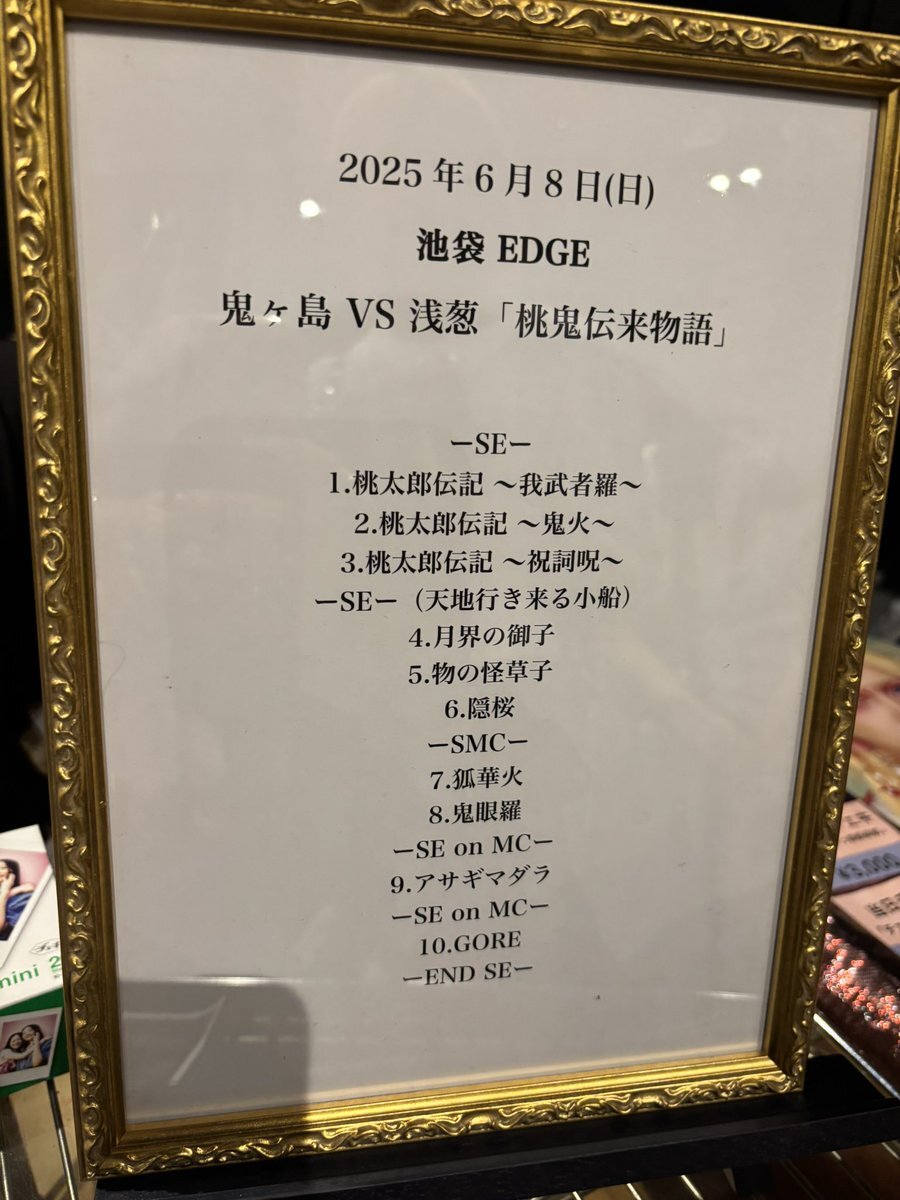 2025年6月8日(日)
池袋 EDGE
鬼ヶ島 VS 浅葱「桃鬼伝来物語」
ーSEー
1.桃太郎伝記 〜我武者羅〜
2.桃太郎伝記 〜鬼火〜
3.桃太郎伝記 〜祝詞呪〜
ーSEー（天地行き来る小船）
4.月界の御子
5.物の怪草子
6.隠桜
ーSMCー
7.狐華火
8.鬼眼羅
ーSE on MCー
9.アサギマダラ
ーSE on MCー
10.GORE
ーEND SEー
mini
¥3,000